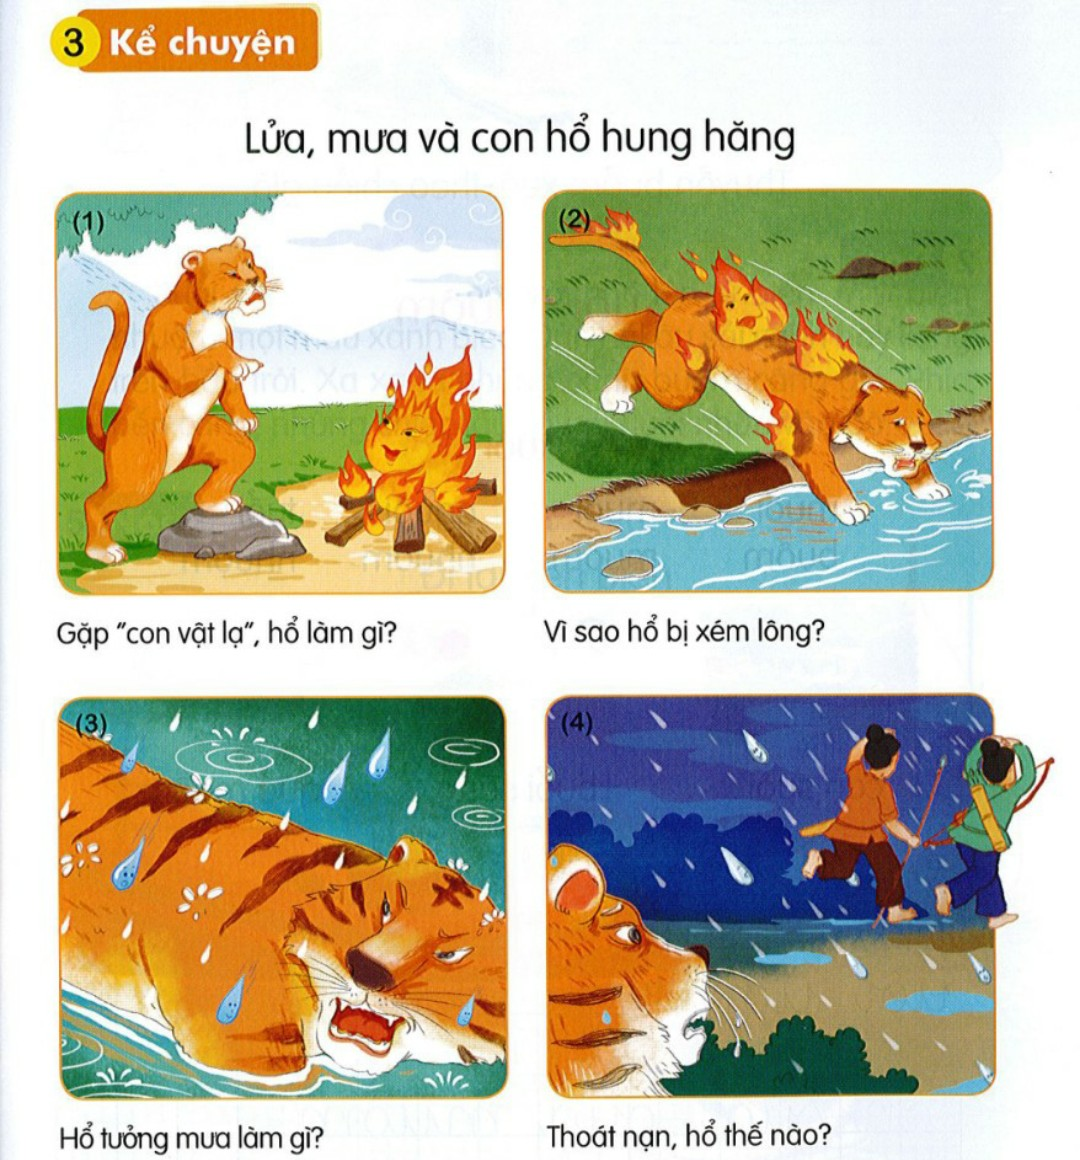 3 Kể chuyện
Lửa, mưa và con hổ hung hăng
(1)
(2)
Gặp "con vật lạ", hổ làm gì?
Vì sao hổ bị xém lông?
(3)
(4)
Hổ tưởng mưa làm gì?
Thoát nạn, hổ thế nào?